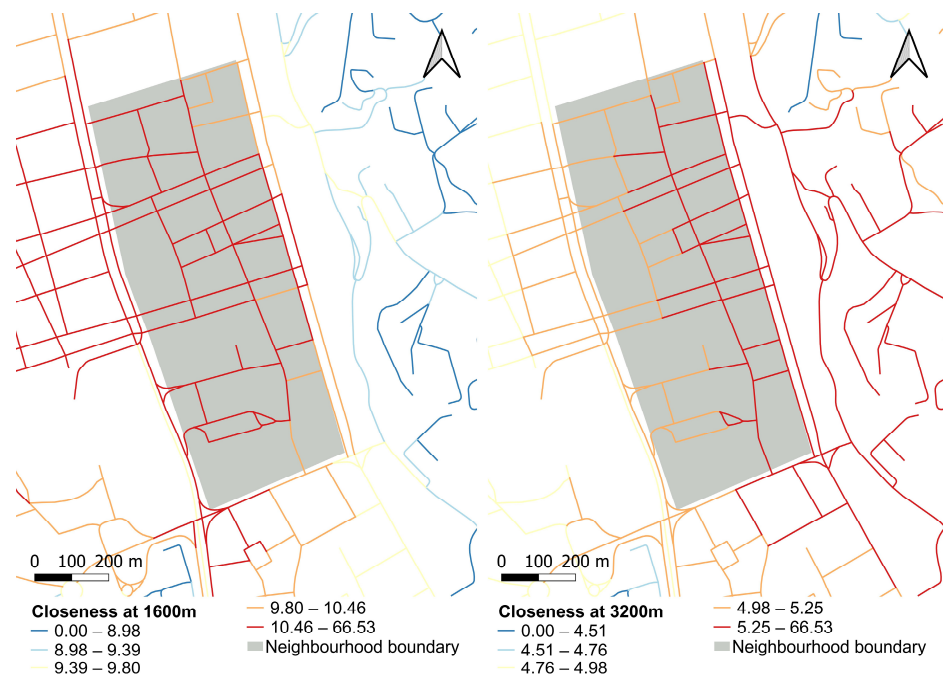 0 100 200 m
Closeness at 1600m
0.00 – 8.98
8.98 – 9.39
9.39 – 9.80
9.80 – 10.46
10.46 – 66.53
Neighbourhood boundary
0 100 200 m
Closeness at 3200m
0.00 – 4.51
4.51 – 4.76
4.76 – 4.98
4.98 – 5.25
5.25 – 66.53
Neighbourhood boundary